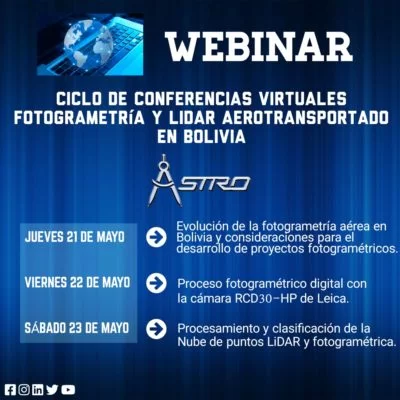 WEBINAR
CICLO DE CONFERENCIAS VIRTUALES
FOTOGRAMETRÍA Y LIDAR AEROTRANSPORTADO
EN BOLIVIA
ASTRO
JUEVES 21 DE MAYO
Evolución de la fotogrametría aérea en
Bolivia y consideraciones para el
desarrollo de proyectos fotogramétricos.
VIERNES 22 DE MAYO
Proceso fotogramétrico digital con
la cámara RCD30-HP de Leica.
SÁBADO 23 DE MAYO
Procesamiento y clasificación de la
Nube de puntos LiDAR y fotogramétrica.